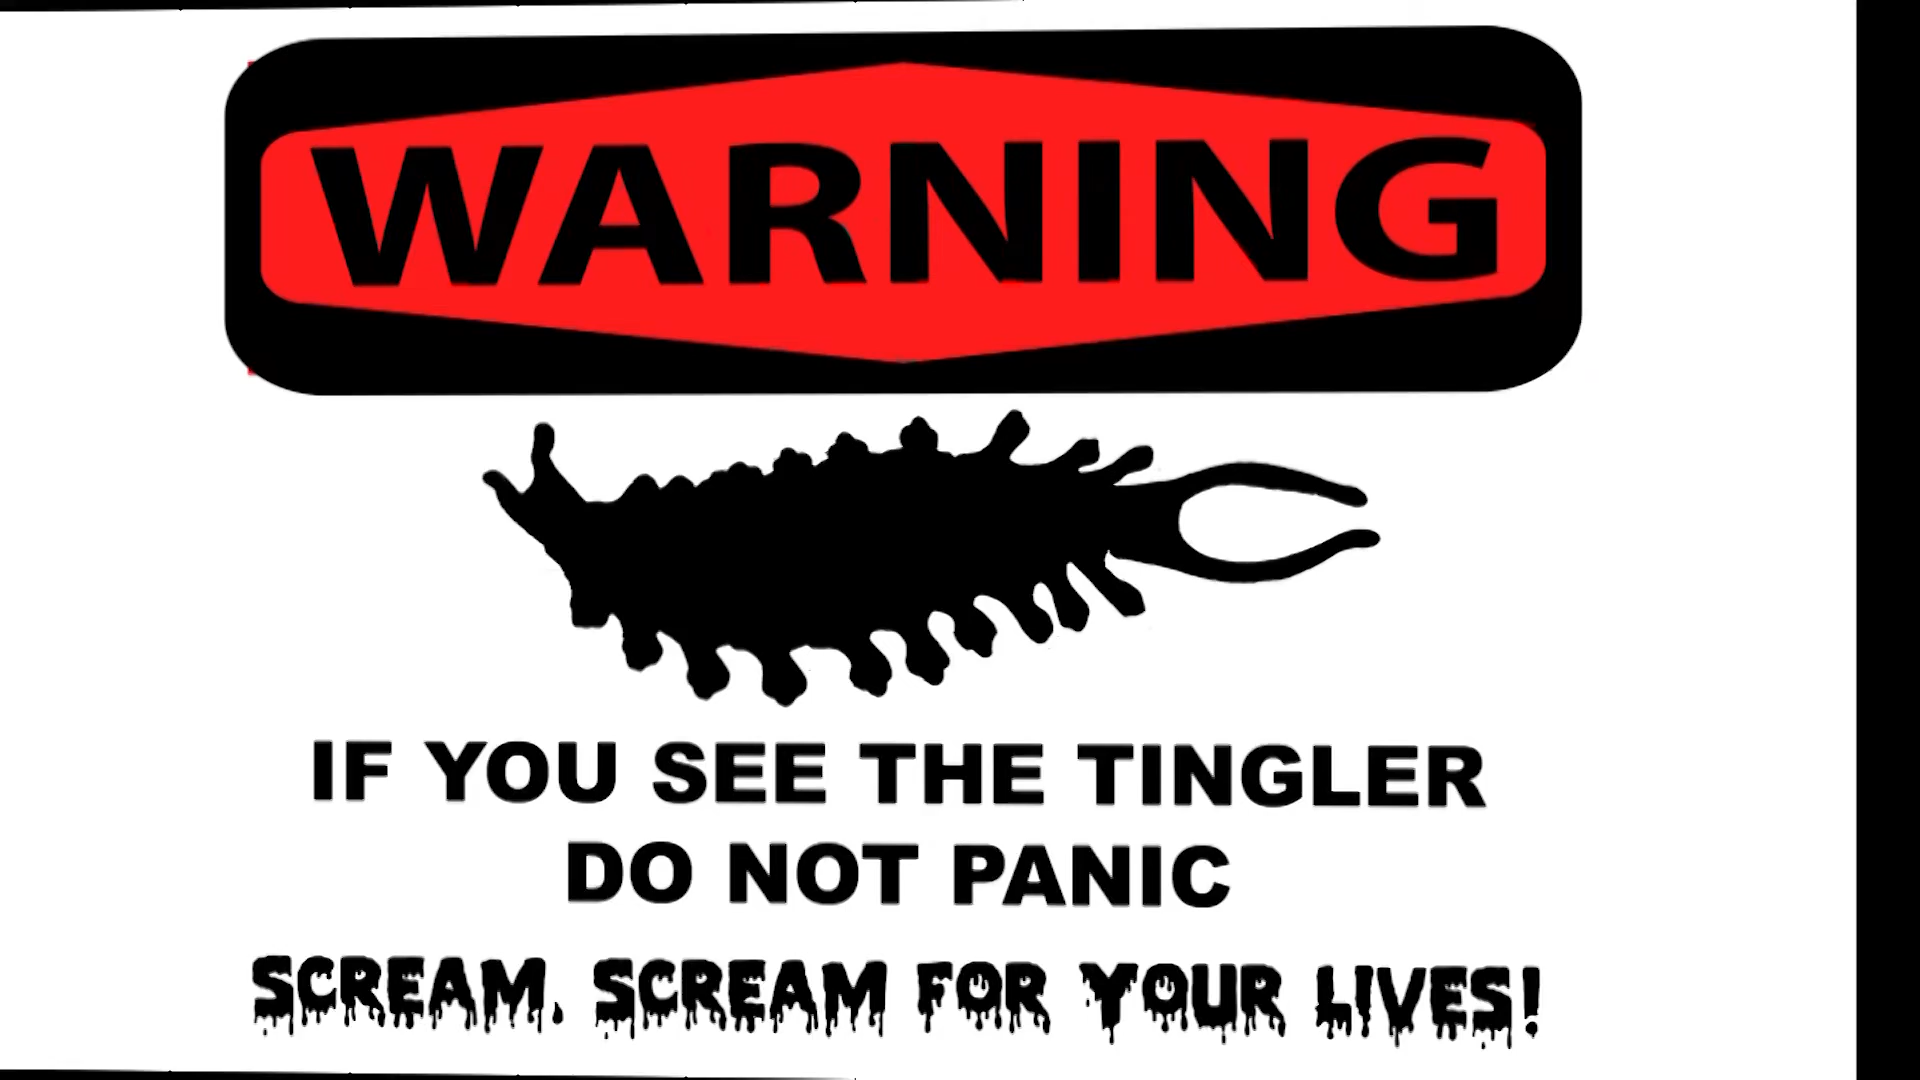 WARNING
IF YOU SEE THE TINGLER
DO NOT PANIC
SCREAM. SCREAM FOR YOUR LIVES!